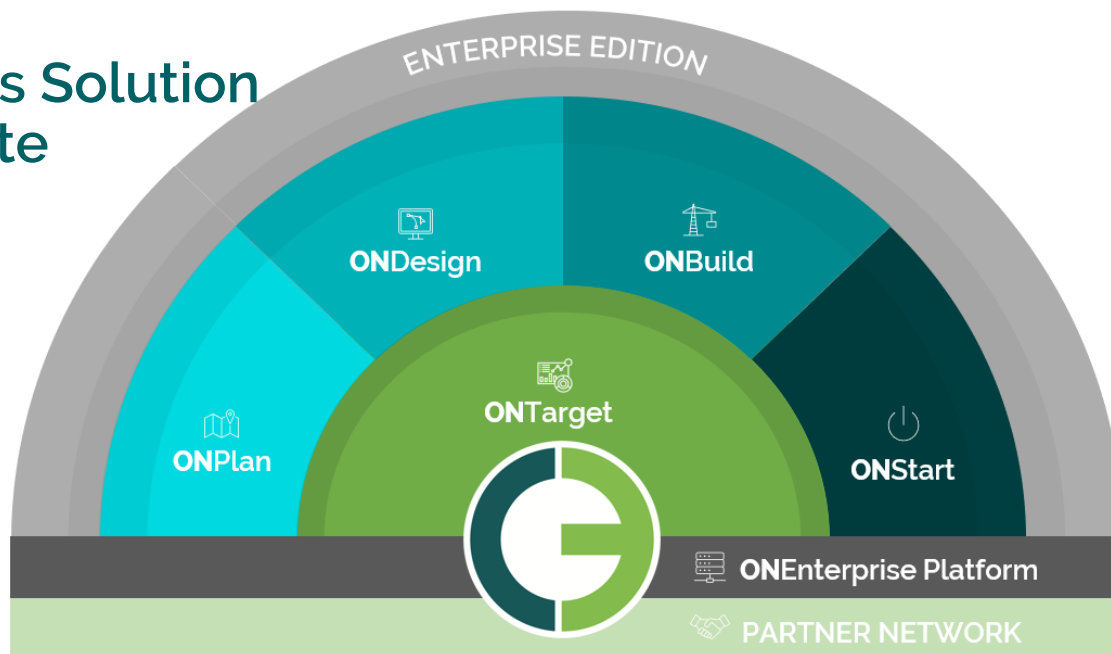 s Solution
te
ENTERPRISE EDITION
ONDesign
ONBuild
ONTarget
ONPlan
ONStart
ONEnterprise Platform
PARTNER NETWORK